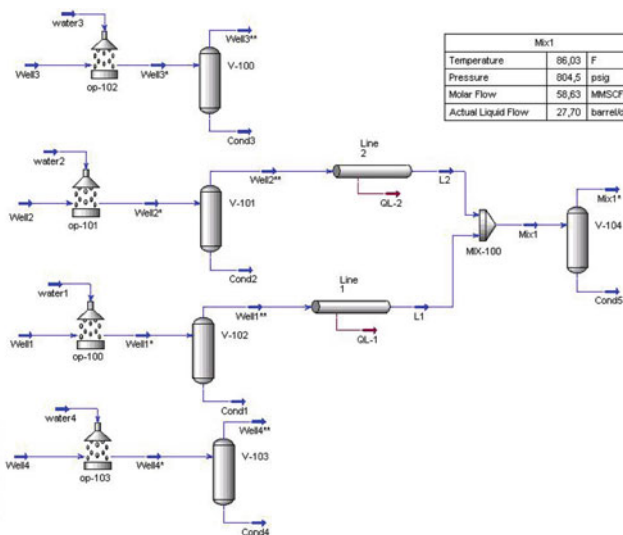 water3
Well3
op-102
Well3*
Well3**
V-100
Cond3
Mix1
Temperature 86,03 F
Pressure 804,5 psig
Molar Flow 58,63 MMSCF
Actual Liquid Flow 27,70 barrel/d
water2
Well2
op-101
Well2*
Well2**
V-101
Cond2
Line
2
QL-2
L2
MIX-100
Mix1
Mix1*
V-104
Cond5
water1
Well1
op-100
Well1*
Well1**
V-102
Cond1
Line
1
QL-1
L1
water4
Well4
op-103
Well4*
Well4**
V-103
Cond4